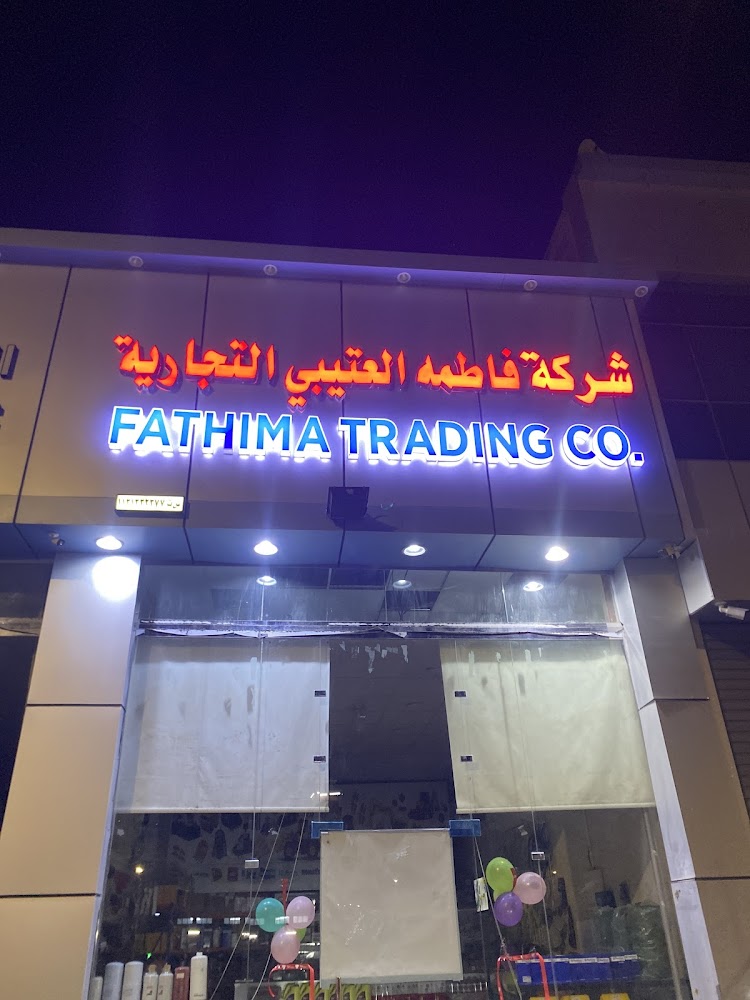 شركة فاطمه العتيبي التجارية
FATHIMA TRADING CO.